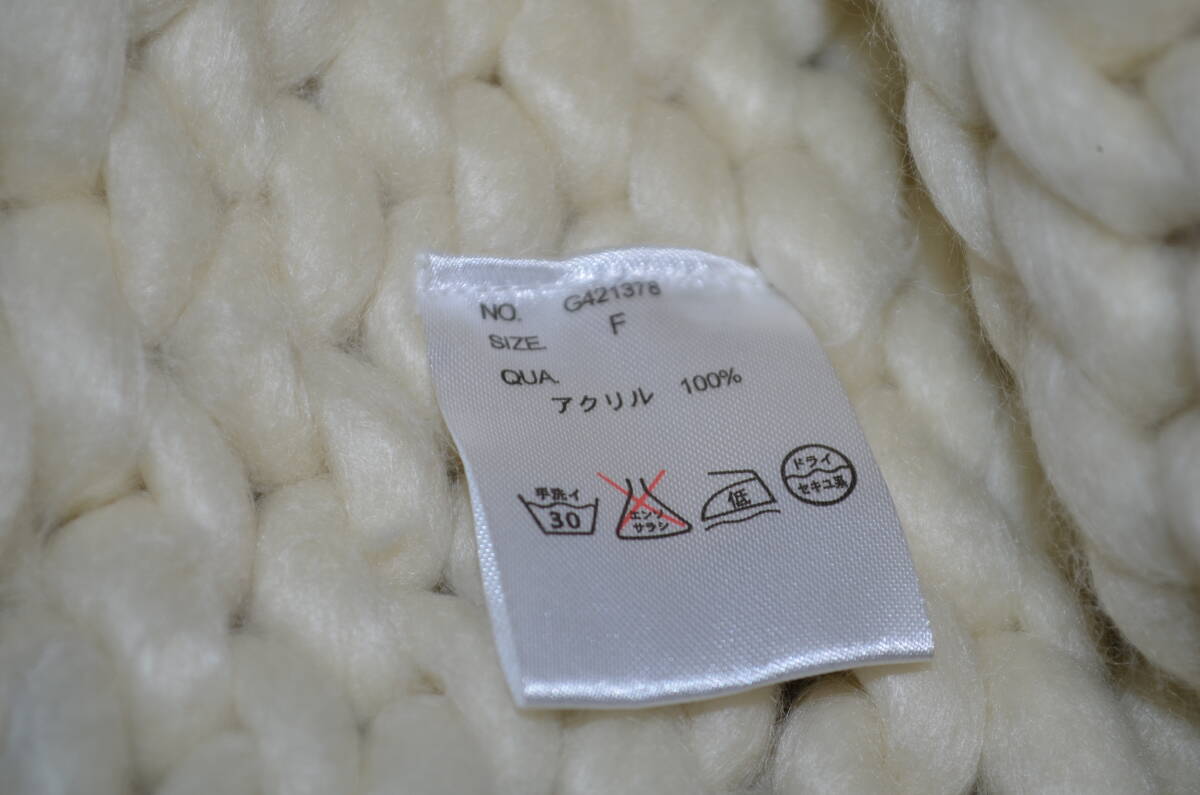 NO. G421378
SIZE. F
QUA.
アクリル 100%
手洗イ
30
エンソ
サラシ
低
ドライ
セキユ系